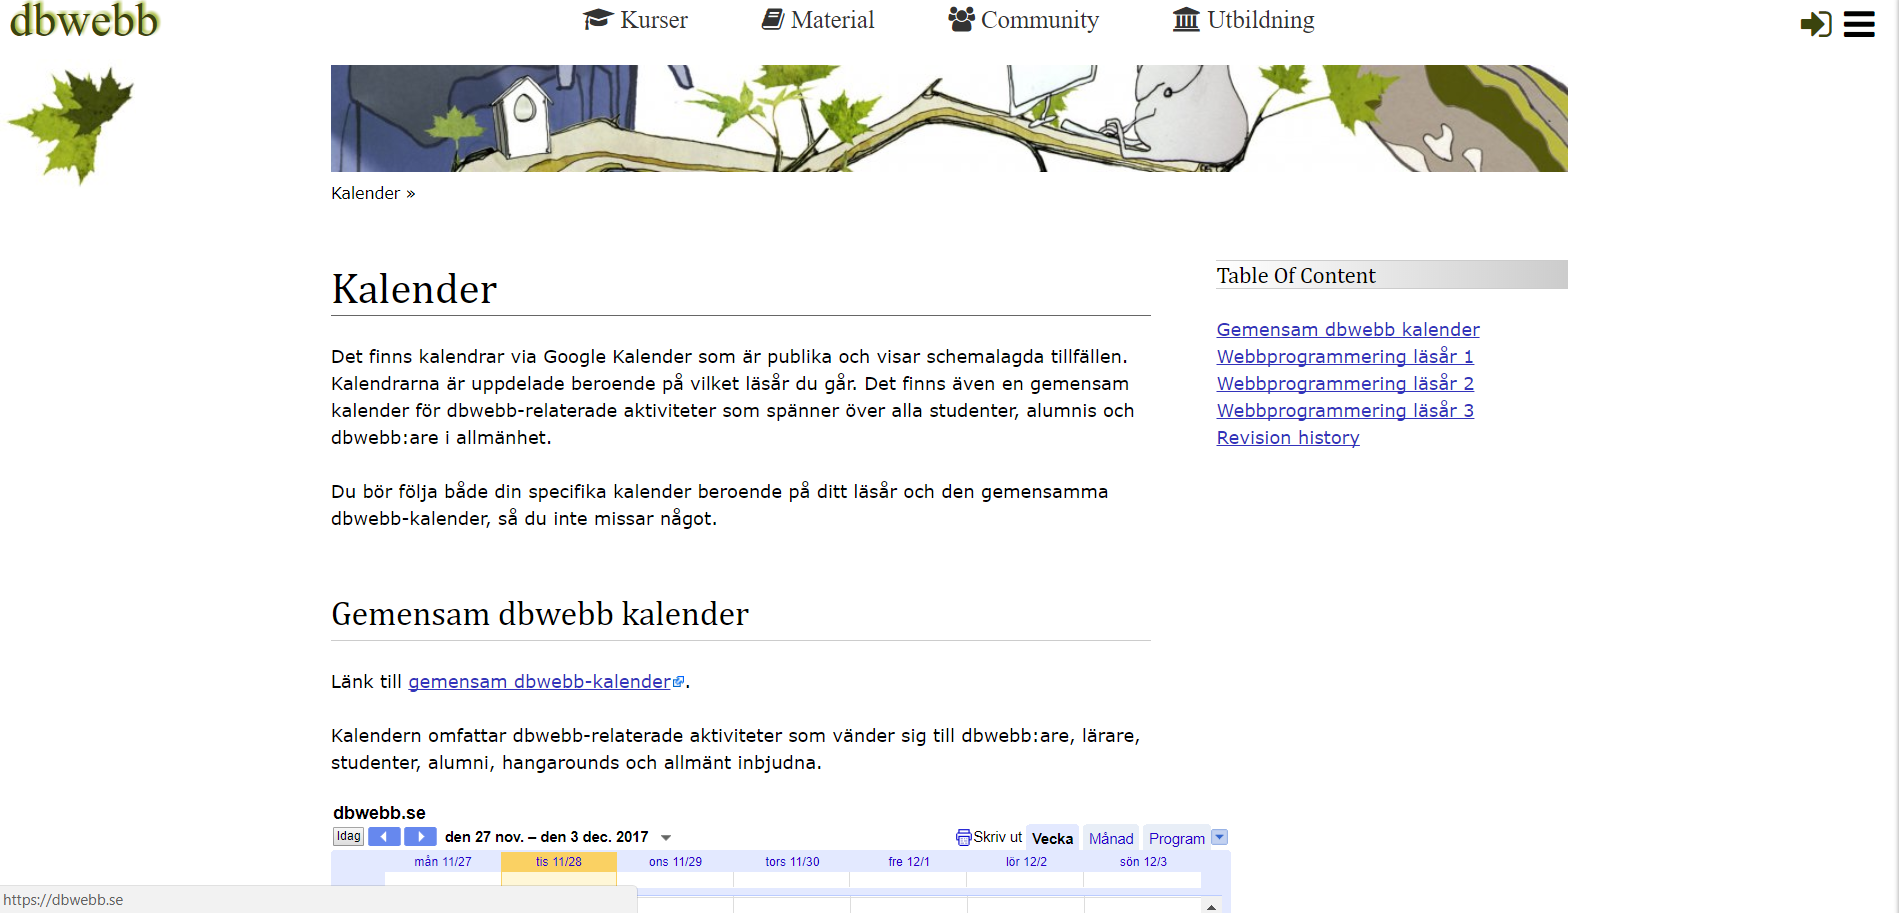 dbwebb
Kurser Material Community Utbildning
Kalender »
Kalender
Det finns kalendrar via Google Kalender som är publika och visar schemalagda tillfällen.
Kalendrarna är uppdelade beroende på vilket läsår du går. Det finns även en gemensam
kalender för dbwebb-relaterade aktiviteter som spänner över alla studenter, alumnis och
dbwebb:are i allmänhet.
Du bör följa både din specifika kalender beroende på ditt läsår och den gemensamma
dbwebb-kalender, så du inte missar något.
Table Of Content
Gemensam dbwebb kalender
Webbprogrammering läsår 1
Webbprogrammering läsår 2
Webbprogrammering läsår 3
Revision history
Gemensam dbwebb kalender
Länk till gemensam dbwebb-kalender.
Kalendern omfattar dbwebb-relaterade aktiviteter som vänder sig till dbwebb:are, lärare,
studenter, alumni, hangarounds och allmänt inbjudna.
dbwebb.se
Idag den 27 nov. – den 3 dec. 2017 Skriv ut Vecka Månad Program
mån 11/27 tis 11/28 ons 11/29 tors 11/30 fre 12/1 lör 12/2 sön 12/3
https://dbwebb.se